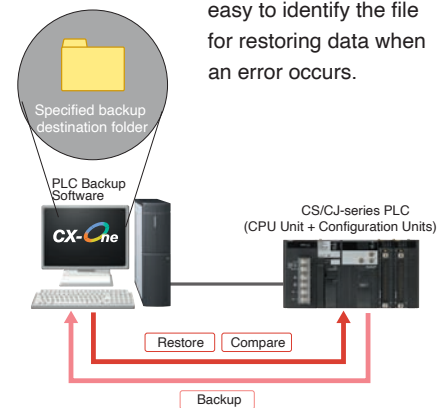 easy to identify the file
for restoring data when
an error occurs.
Specified backup
destination folder
PLC Backup
Software
CX-One
CS/CJ-series PLC
(CPU Unit + Configuration Units)
Restore
Compare
Backup